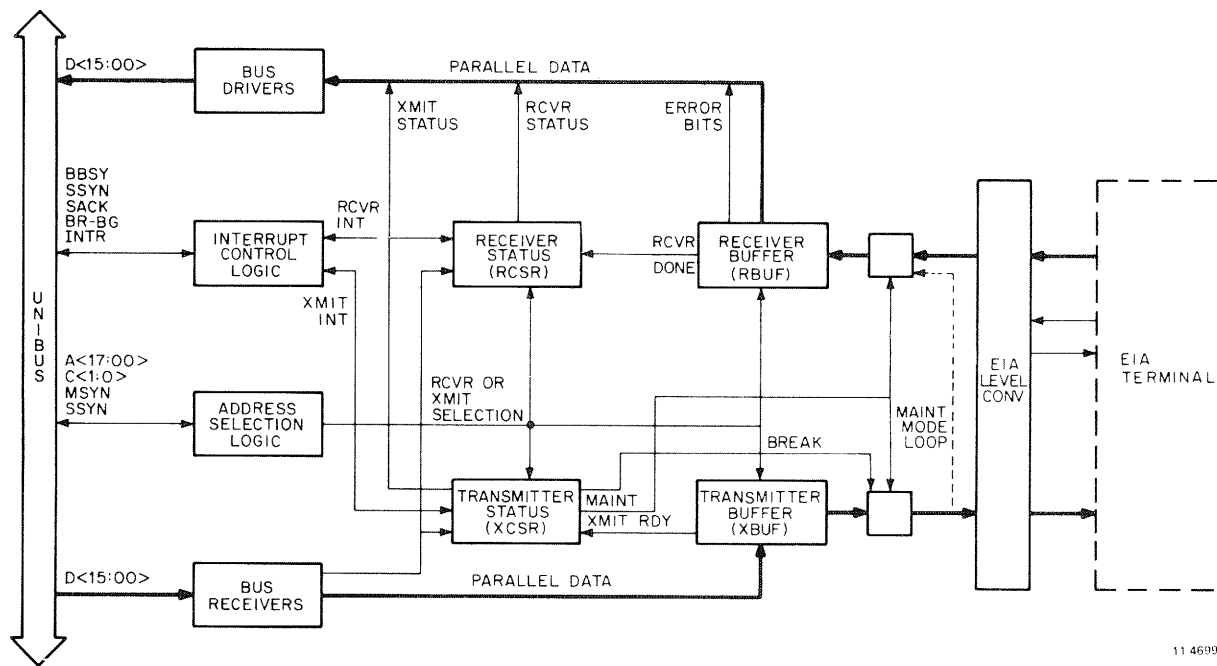 UNIBUS
D<15:00>
BUS
DRIVERS
PARALLEL DATA
XMIT
STATUS
RCVR
STATUS
ERROR
BITS
BBSY
SSYN
SACK
BR-BG
INTR
INTERRUPT
CONTROL
LOGIC
RCVR
INT
XMIT
INT
RECEIVER
STATUS
(RCSR)
RCVR
DONE
RECEIVER
BUFFER
(RBUF)
A<17:00>
C<1:0>
MSYN
SSYN
ADDRESS
SELECTION
LOGIC
RCVR OR
XMIT
SELECTION
BREAK
MAINT
MODE
LOOP
EIA
LEVEL
CONV
EIA
TERMINAL
TRANSMITTER
STATUS
(XCSR)
MAINT
XMIT RDY
TRANSMITTER
BUFFER
(XBUF)
D<15:00>
BUS
RECEIVERS
PARALLEL DATA
11 4699